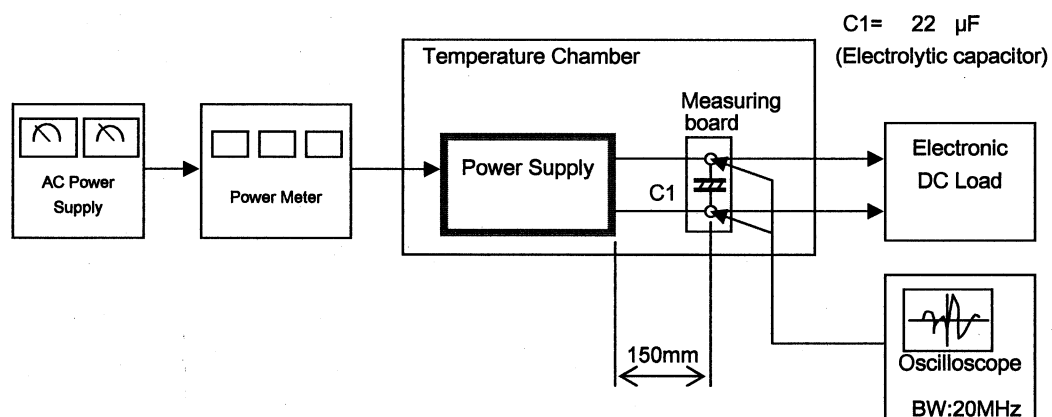 C1= 22 µF
(Electrolytic capacitor)
Temperature Chamber
Measuring
board
AC Power
Supply
Power Meter
Power Supply
C1
Electronic
DC Load
150mm
Oscilloscope
BW:20MHz